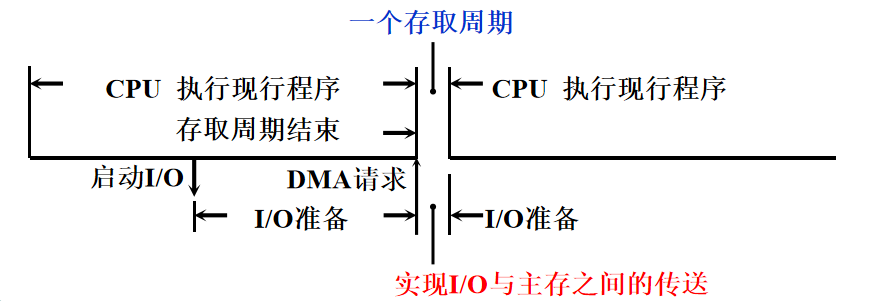 一个存取周期
CPU 执行现行程序
CPU 执行现行程序
存取周期结束
启动I/O
DMA请求
I/O准备
I/O准备
实现I/O与主存之间的传送